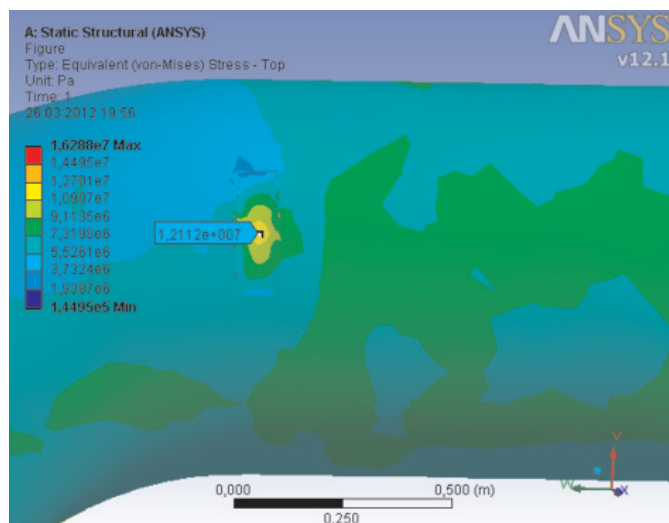 A: Static Structural (ANSYS)
Figure
Type: Equivalent (von-Mises) Stress - Top
Unit: Pa
Time: 1
26.03.2012 19:56
ANSYS
v12.1
1,6288e7 Max
1,4495e7
1,2701e7
1,0907e7
9,1135e6
7,3198e6
5,5261e6
3,7324e6
1,9387e6
1,4495e5 Min
1,2112e+007
0,000
0,500 (m)
0,250
Y
W
X